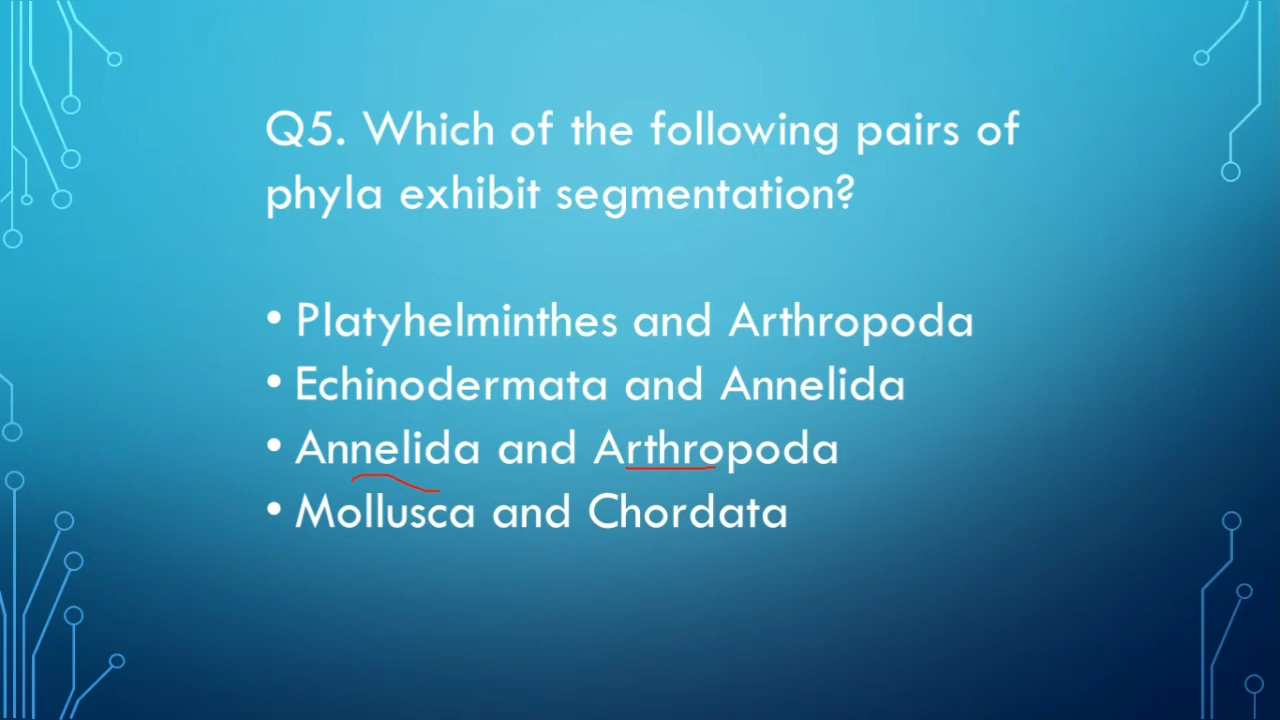 Q5. Which of the following pairs of
phyla exhibit segmentation?
• Platyhelminthes and Arthropoda
• Echinodermata and Annelida
• Annelida and Arthropoda
• Mollusca and Chordata